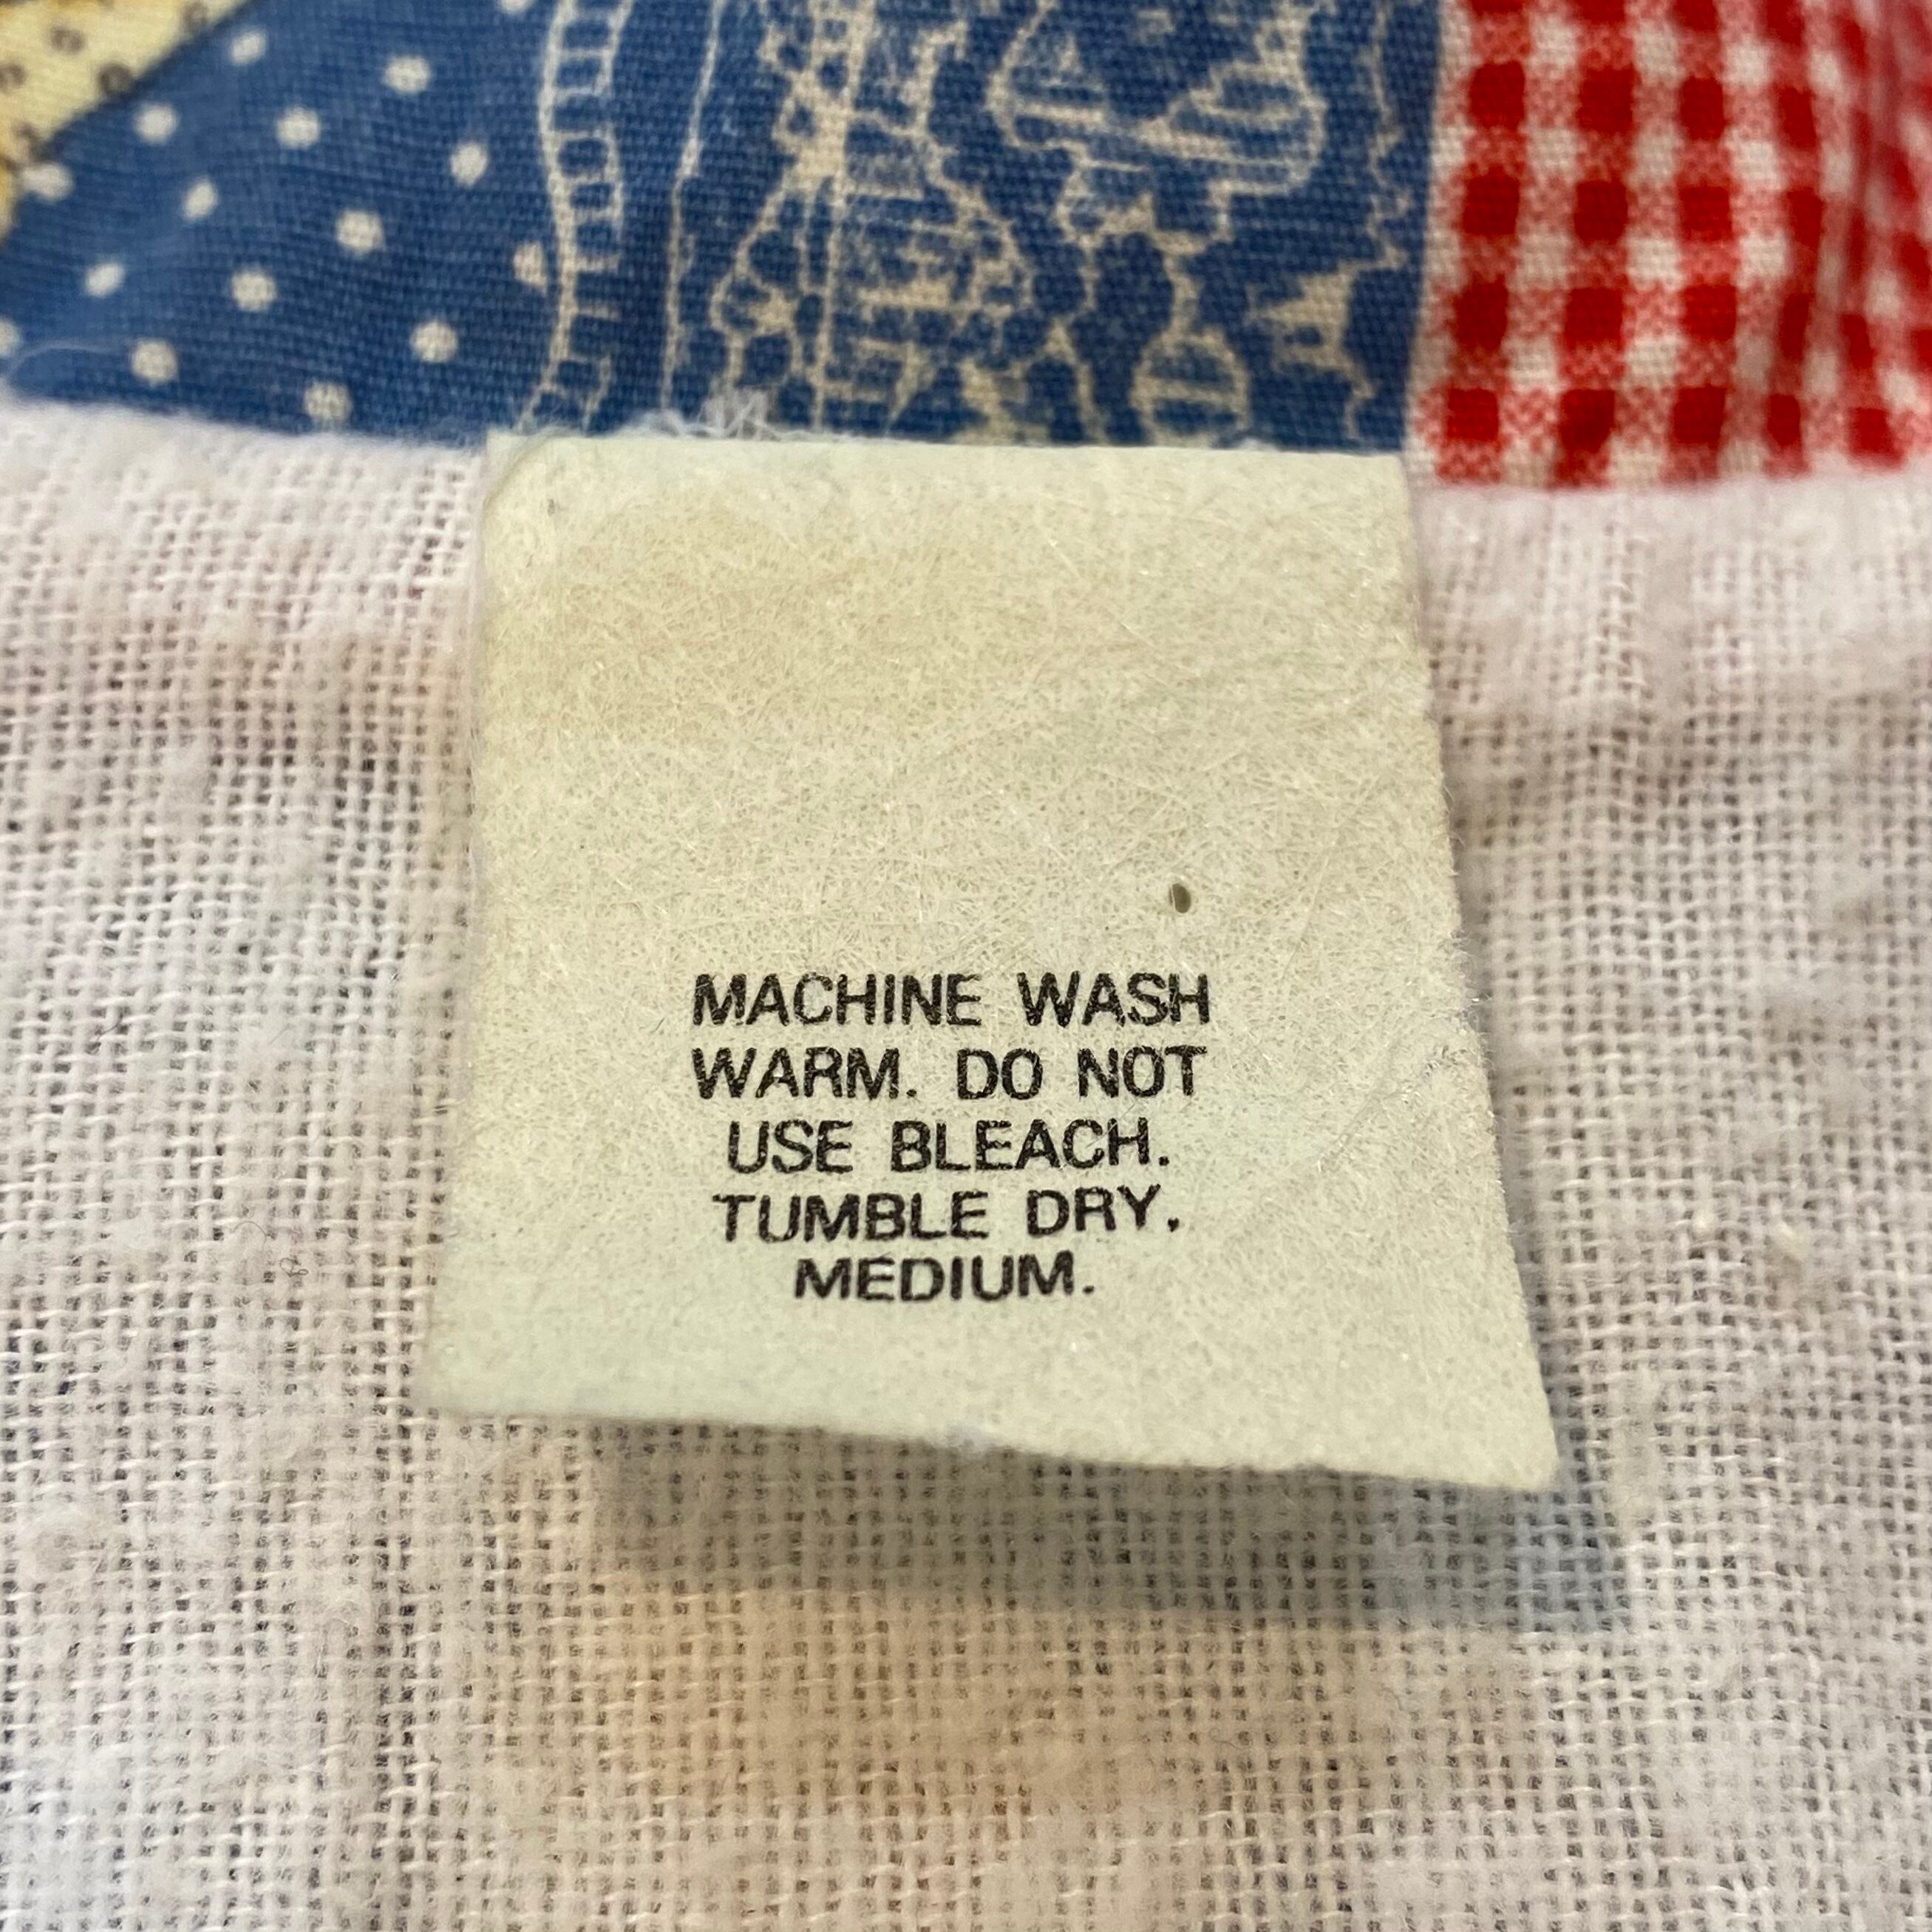 MACHINE WASH
WARM. DO NOT
USE BLEACH.
TUMBLE DRY.
MEDIUM.